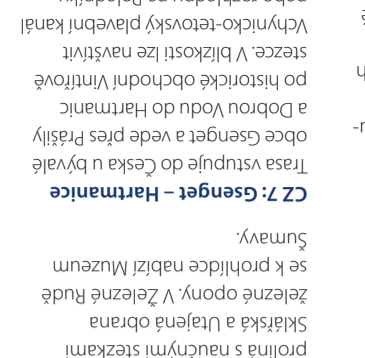 prolíná s naučnými stezkami
Sklářská a Utajená obrana
železné opony. V Železné Rudě
se k prohlídce nabízí Muzeum
Šumavy.
CZ 7: Gsenget – Hartmanice
Trasa vstupuje do Česka u bývalé
obce Gsenget a vede přes Prášily
a Dobrou Vodu do Hartmanic
po historické obchodní Vintířově
stezce. V blízkosti lze navštívit
Vchynicko-tetovský plavební kanál